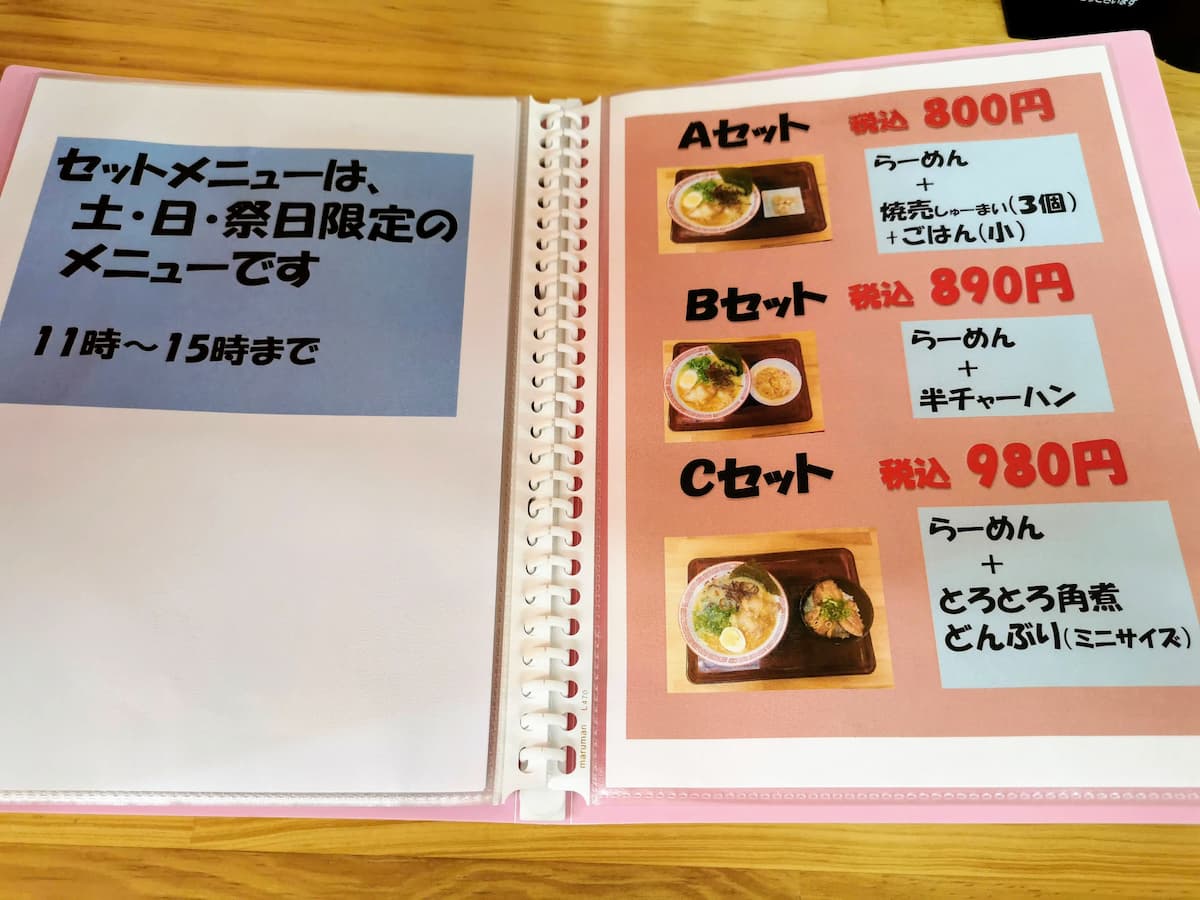 セットメニューは、
土・日・祭日限定の
メニューです
11時～15時まで
Aセット 税込 800円
らーめん
+
焼売しゅーまい(3個)
+ごはん(小)
Bセット 税込 890円
らーめん
+
半チャーハン
Cセット 税込 980円
らーめん
+
とろとろ角煮
どんぶり(ミニサイズ)
maruman L470